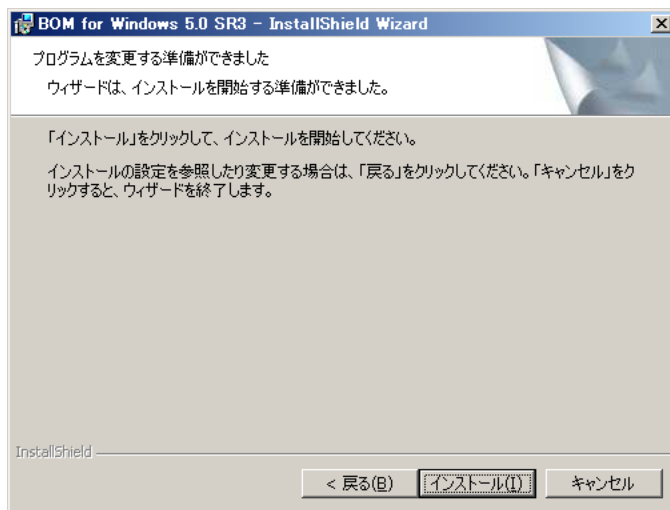 BOM for Windows 5.0 SR3 - InstallShield Wizard
プログラムを変更する準備ができました
ウィザードは、インストールを開始する準備ができました。
「インストール」をクリックして、インストールを開始してください。
インストールの設定を参照したり変更する場合は、「戻る」をクリックしてください。「キャンセル」をク
リックすると、ウィザードを終了します。
InstallShield
< 戻る(B) インストール(I) キャンセル